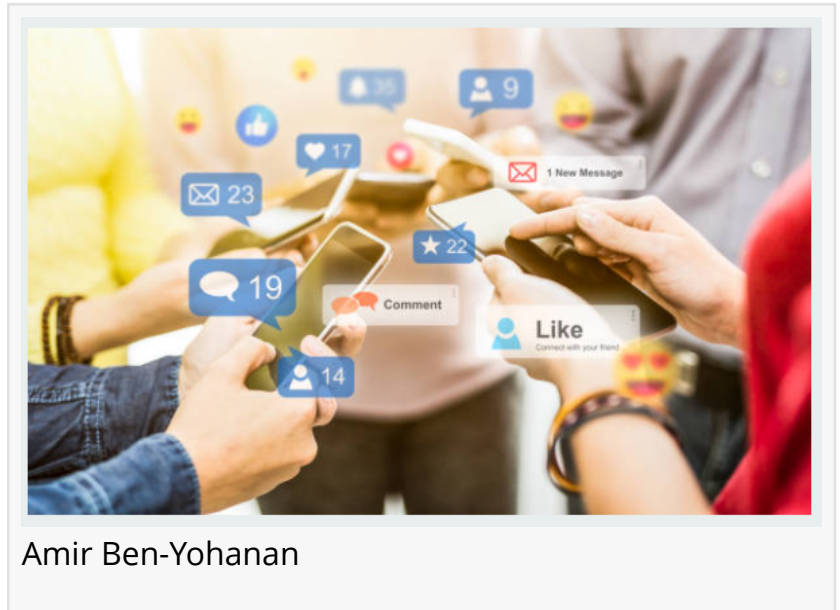 35
9
17
1 New Message
23
22
19
Comment
Like
Connect with your friend
14
Amir Ben-Yohanan